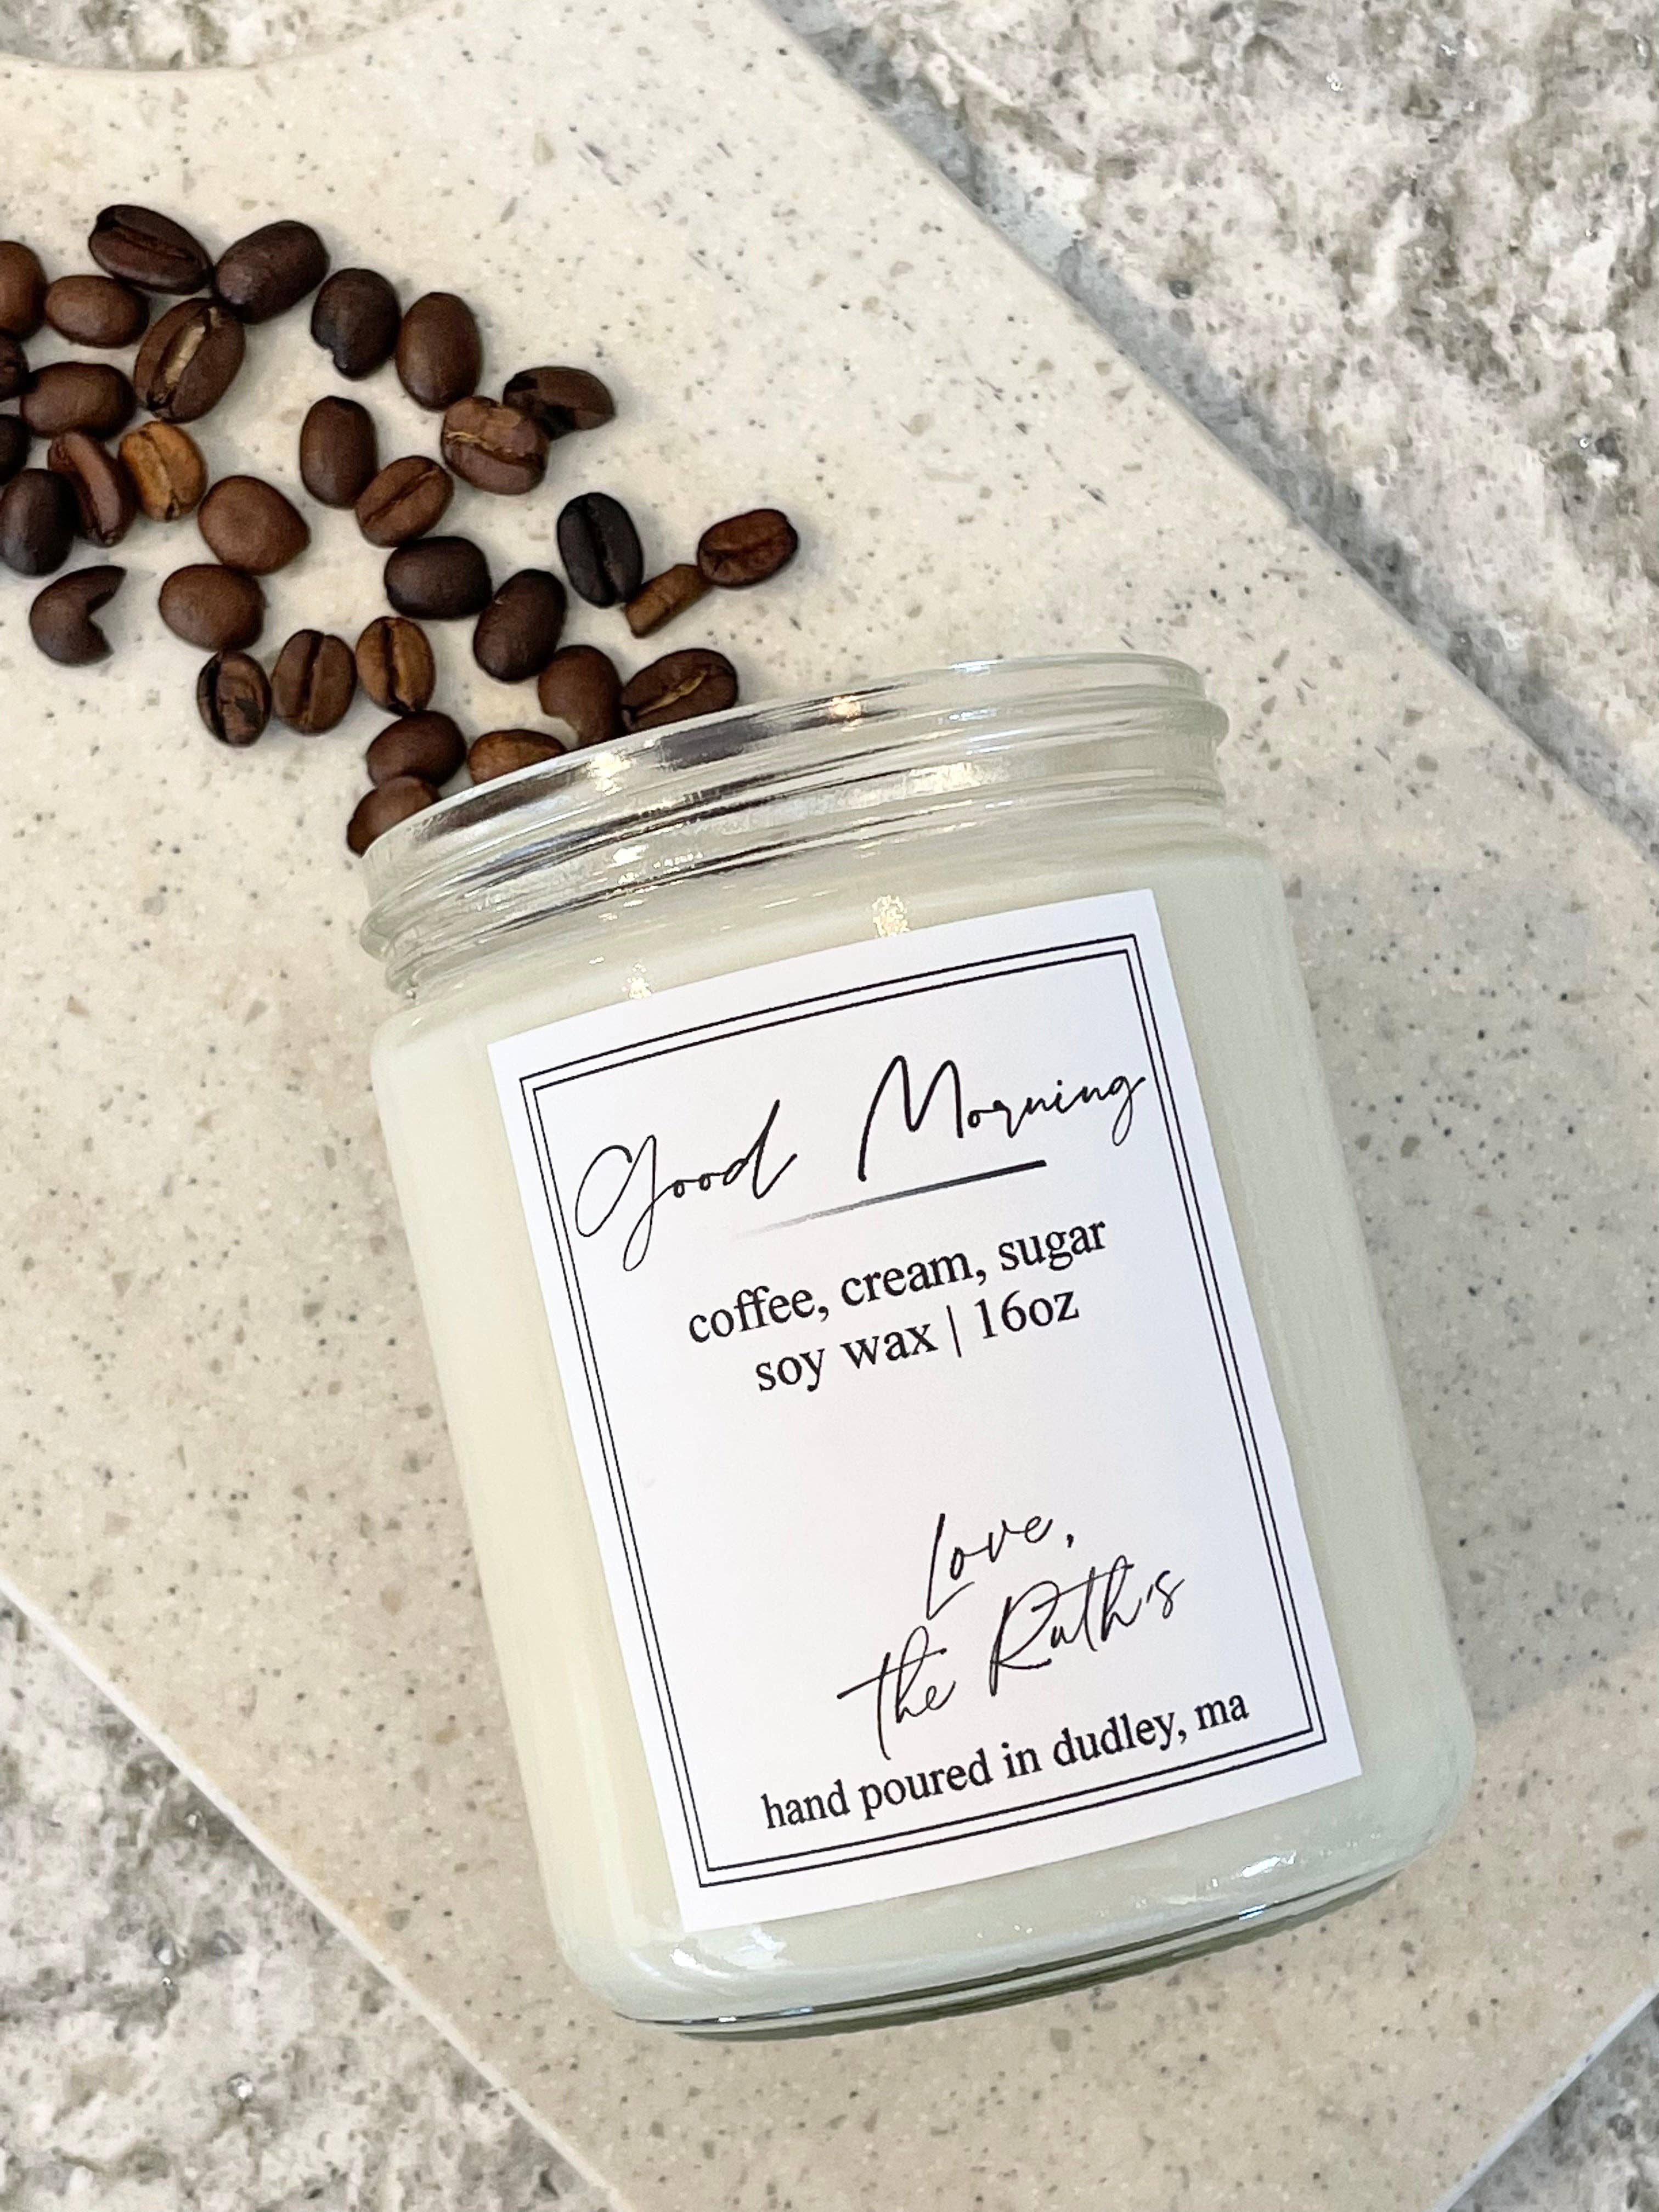 Good Morning
coffee, cream, sugar
soy wax | 16oz
Love,
the Ruth's
hand poured in dudley, ma